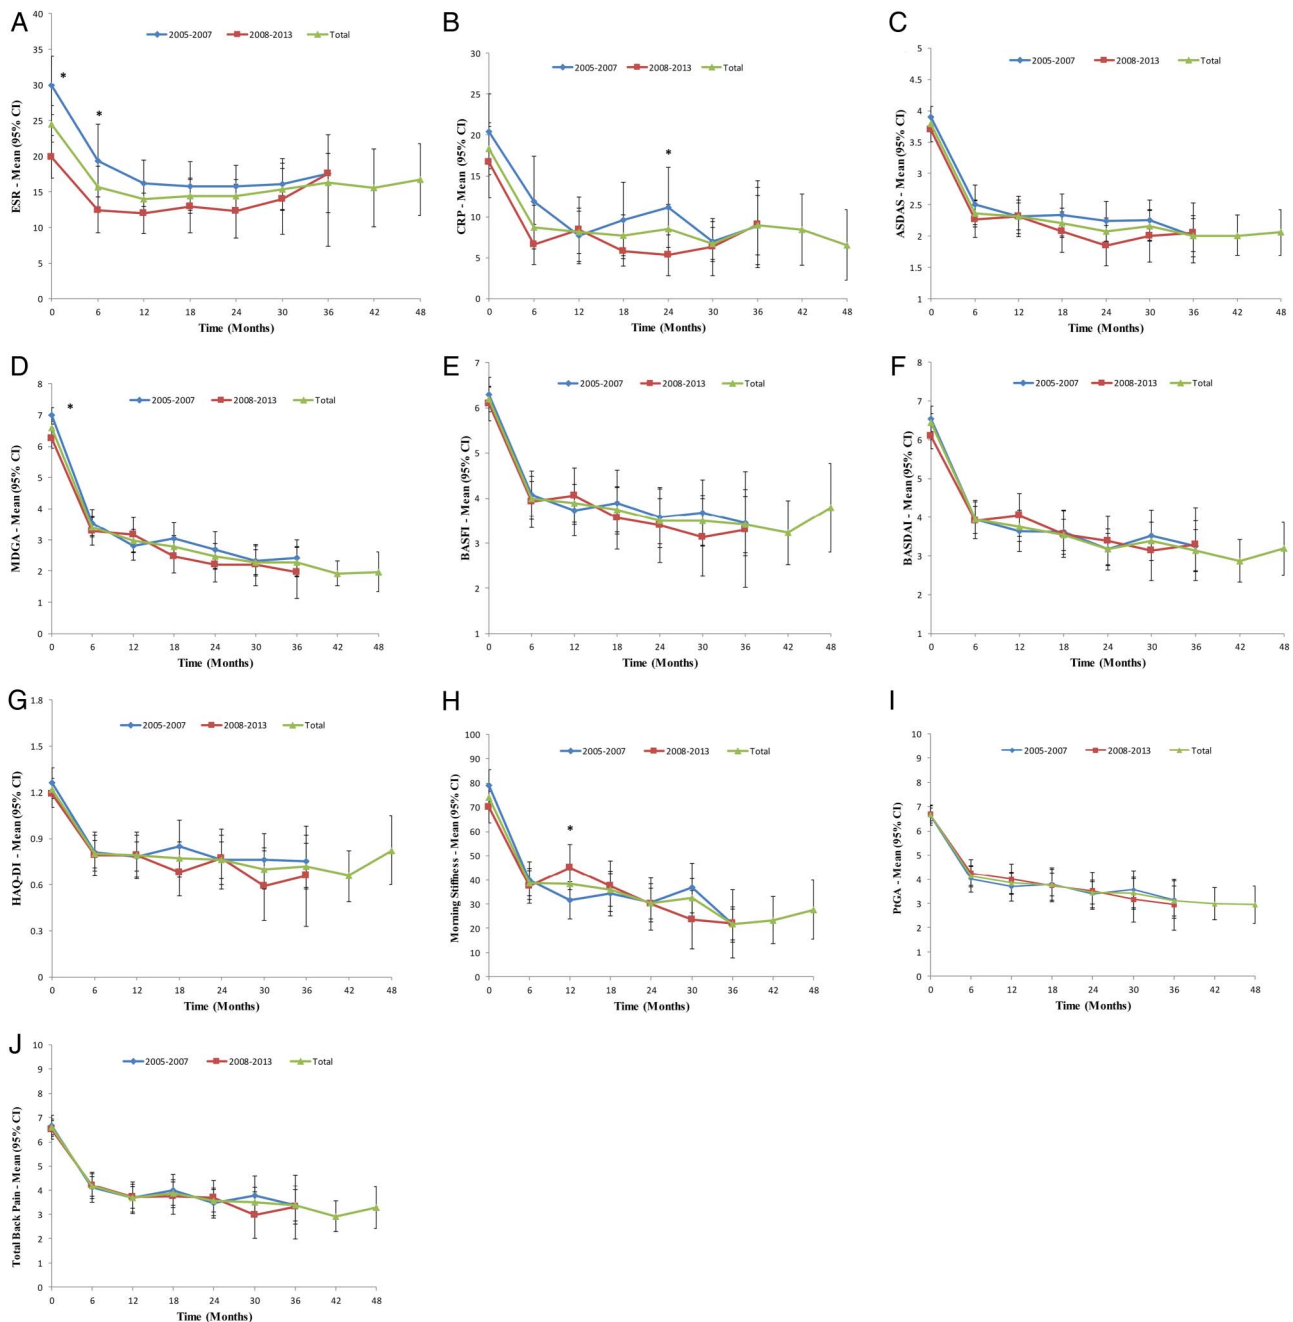 A
2005-2007 2008-2013 Total
*
*
ESR - Mean (95% CI)
40
35
30
25
20
15
10
5
0
0 6 12 18 24 30 36 42 48
Time (Months)
B
2005-2007 2008-2013 Total
*
CRP - Mean (95% CI)
30
25
20
15
10
5
0
0 6 12 18 24 30 36 42 48
Time (Months)
C
2005-2007 2008-2013 Total
ASDAS - Mean (95% CI)
5
4.5
4
3.5
3
2.5
2
1.5
1
0 6 12 18 24 30 36 42 48
Time (Months)
D
2005-2007 2008-2013 Total
*
MDGA - Mean (95% CI)
8
7
6
5
4
3
2
1
0
0 6 12 18 24 30 36 42 48
Time (Months)
E
2005-2007 2008-2013 Total
BASFI - Mean (95% CI)
7
6
5
4
3
2
1
0 6 12 18 24 30 36 42 48
Time (Months)
F
2005-2007 2008-2013 Total
BASDAI - Mean (95% CI)
8
7
6
5
4
3
2
1
0 6 12 18 24 30 36 42 48
Time (Months)
G
2005-2007 2008-2013 Total
HAQ-DI - Mean (95% CI)
1.8
1.5
1.2
0.9
0.6
0.3
0
0 6 12 18 24 30 36 42 48
Time (Months)
H
2005-2007 2008-2013 Total
*
Morning Stiffness - Mean (95% CI)
100
90
80
70
60
50
40
30
20
10
0
0 6 12 18 24 30 36 42 48
Time (Months)
I
2005-2007 2008-2013 Total
PtGA - Mean (95% CI)
10
9
8
7
6
5
4
3
2
1
0
0 6 12 18 24 30 36 42 48
Time (Months)
J
2005-2007 2008-2013 Total
Total Back Pain - Mean (95% CI)
10
9
8
7
6
5
4
3
2
1
0
0 6 12 18 24 30 36 42 48
Time (Months)